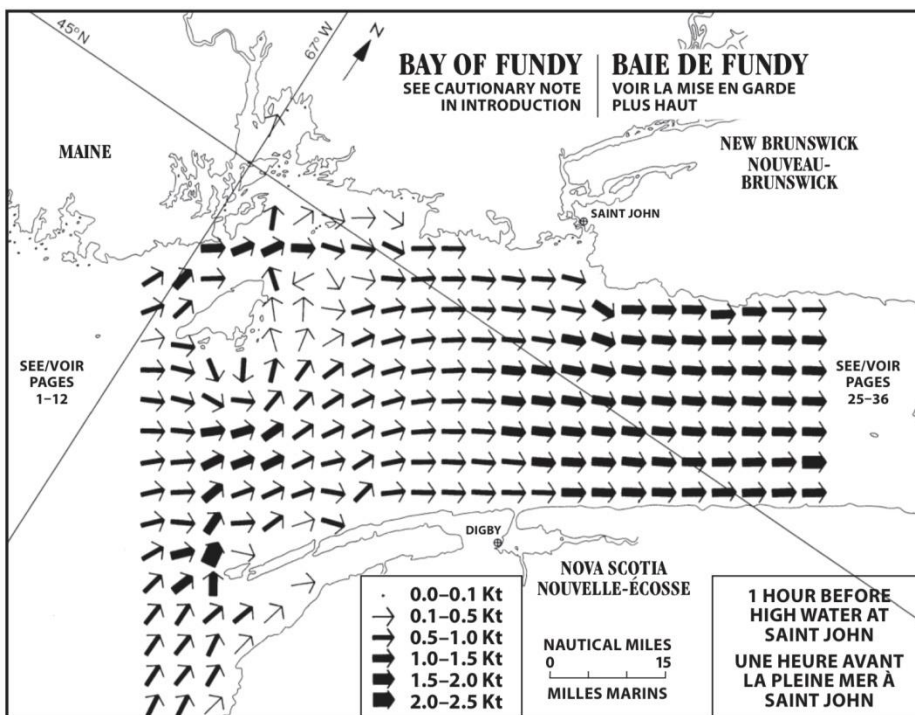 45° N
67° W
Z
BAY OF FUNDY
SEE CAUTIONARY NOTE
IN INTRODUCTION
BAIE DE FUNDY
VOIR LA MISE EN GARDE
PLUS HAUT
MAINE
NEW BRUNSWICK
NOUVEAU-
BRUNSWICK
SAINT JOHN
SEE/VOIR
PAGES
1–12
SEE/VOIR
PAGES
25–36
DIGBY
NOVA SCOTIA
NOUVELLE-ÉCOSSE
0.0–0.1 Kt
0.1–0.5 Kt
0.5–1.0 Kt
1.0–1.5 Kt
1.5–2.0 Kt
2.0–2.5 Kt
NAUTICAL MILES
0 15
MILLES MARINS
1 HOUR BEFORE
HIGH WATER AT
SAINT JOHN
UNE HEURE AVANT
LA PLEINE MER À
SAINT JOHN